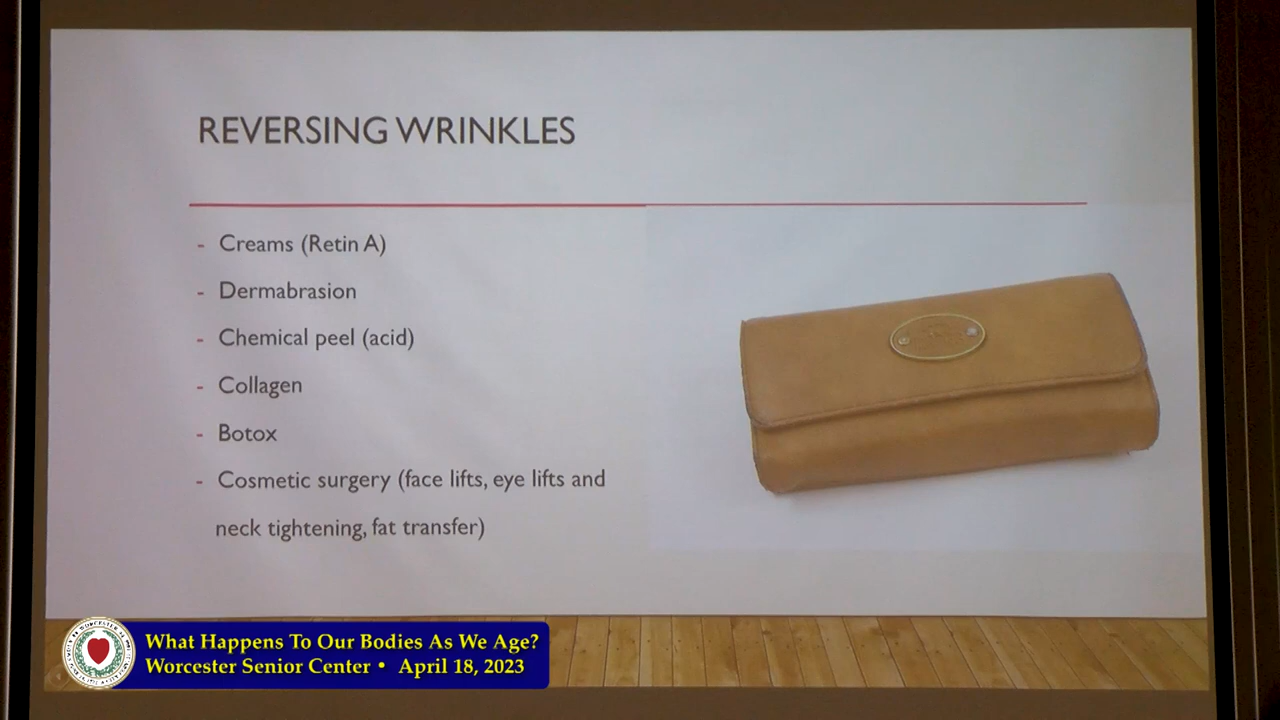 REVERSING WRINKLES
- Creams (Retin A)
- Dermabrasion
- Chemical peel (acid)
- Collagen
- Botox
- Cosmetic surgery (face lifts, eye lifts and
neck tightening, fat transfer)
What Happens To Our Bodies As We Age?
Worcester Senior Center • April 18, 2023